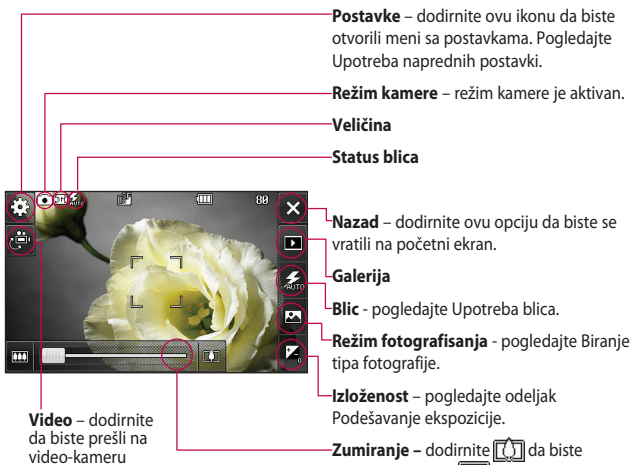 Postavke – dodirnite ovu ikonu da biste
otvorili meni sa postavkama. Pogledajte
Upotreba naprednih postavki.
Režim kamere – režim kamere je aktivan.
Veličina
Status blica
80
Nazad – dodirnite ovu opciju da biste se
vratili na početni ekran.
Galerija
AUTO
Blic - pogledajte Upotreba blica.
Režim fotografisanja - pogledajte Biranje
tipa fotografije.
Izloženost – pogledajte odeljak
Podešavanje ekspozicije.
Video – dodirnite
da biste prešli na
video-kameru
Zumiranje – dodirnite da biste